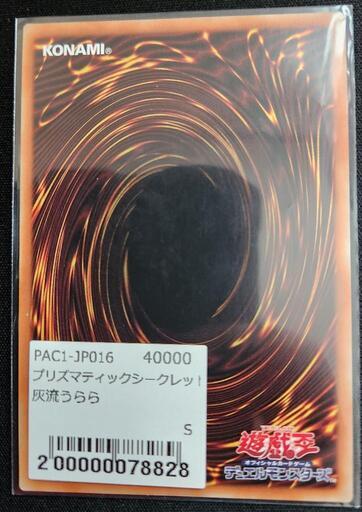 KONAMI®
PAC1-JP016 40000
プリズマティックシークレット
灰流うらら
S
2 00000078828
遊戯王
オフィシャルカードゲーム
デュエルモンスターズ